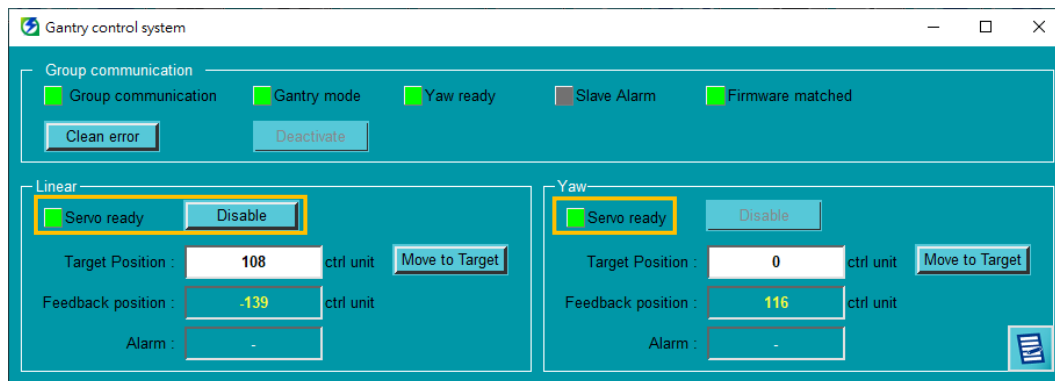 Gantry control system
Group communication
Group communication Gantry mode Yaw ready Slave Alarm Firmware matched
Clean error Deactivate
Linear
Servo ready Disable
Target Position : 108 ctrl unit Move to Target
Feedback position : -139 ctrl unit
Alarm : -
Yaw
Servo ready Disable
Target Position : 0 ctrl unit Move to Target
Feedback position : 116 ctrl unit
Alarm : -